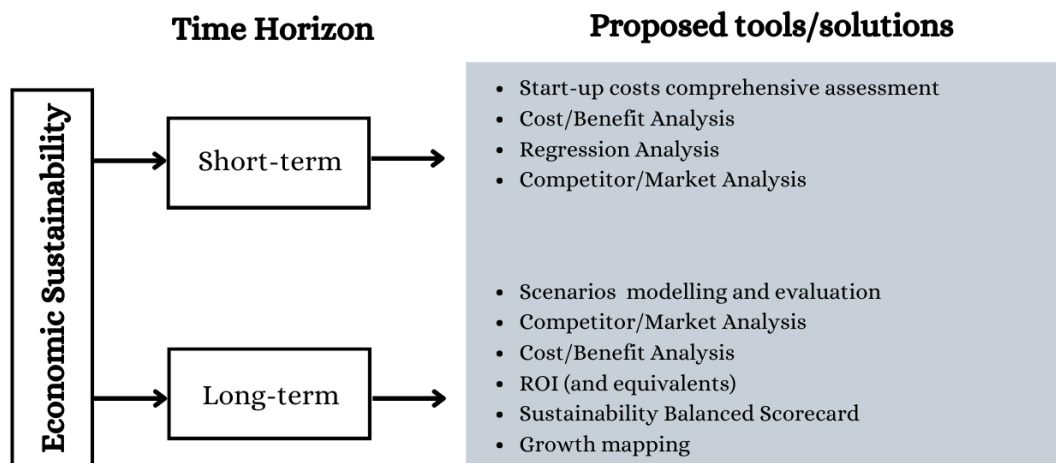 Time Horizon
Proposed tools/solutions
Economic Sustainability
Short-term
• Start-up costs comprehensive assessment
• Cost/Benefit Analysis
• Regression Analysis
• Competitor/Market Analysis
Long-term
• Scenarios  modelling and evaluation
• Competitor/Market Analysis
• Cost/Benefit Analysis
• ROI (and equivalents)
• Sustainability Balanced Scorecard
• Growth mapping